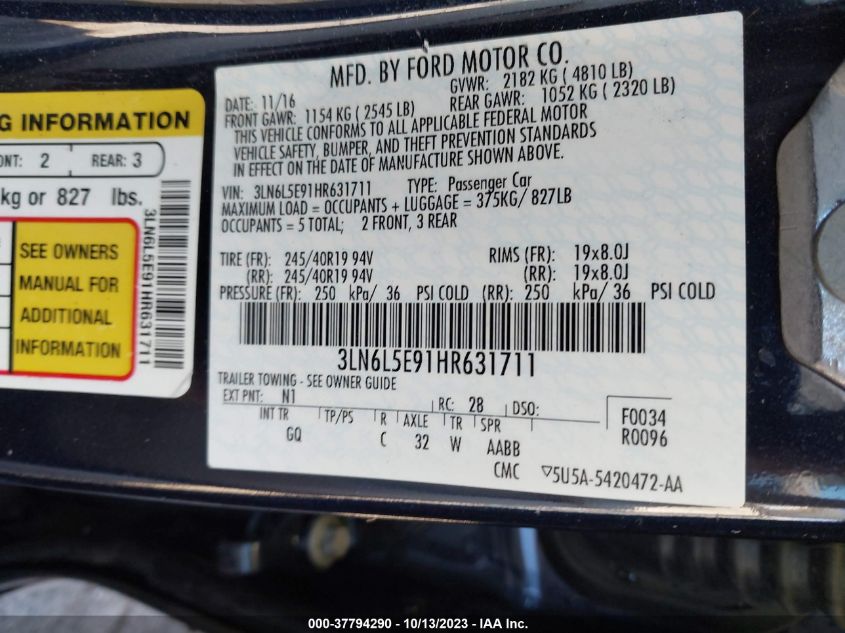 MFD. BY FORD MOTOR CO.
DATE: 11/16 GVWR: 2182 KG ( 4810 LB)
FRONT GAWR: 1154 KG ( 2545 LB) REAR GAWR: 1052 KG ( 2320 LB)
THIS VEHICLE CONFORMS TO ALL APPLICABLE FEDERAL MOTOR
VEHICLE SAFETY, BUMPER, AND THEFT PREVENTION STANDARDS
IN EFFECT ON THE DATE OF MANUFACTURE SHOWN ABOVE.
VIN: 3LN6L5E91HR631711 TYPE: Passenger Car
MAXIMUM LOAD = OCCUPANTS + LUGGAGE = 375KG/ 827LB
OCCUPANTS = 5 TOTAL; 2 FRONT, 3 REAR
TIRE (FR): 245/40R19 94V RIMS (FR): 19x8.0J
(RR): 245/40R19 94V (RR): 19x8.0J
PRESSURE (FR): 250 kPa/ 36 PSI COLD (RR): 250 kPa/ 36 PSI COLD
3LN6L5E91HR631711
TRAILER TOWING - SEE OWNER GUIDE
EXT PNT: N1 RC: 28 DSO:
INT TR TP/PS R AXLE TR SPR
GQ C 32 W AABB
CMC
F0034
R0096
▽5U5A-5420472-AA
G INFORMATION
ONT: 2 REAR: 3
kg or 827 lbs.
SEE OWNERS
MANUAL FOR
ADDITIONAL
INFORMATION
3LN6L5E91HR631711
000-37794290 - 10/13/2023 - IAA Inc.